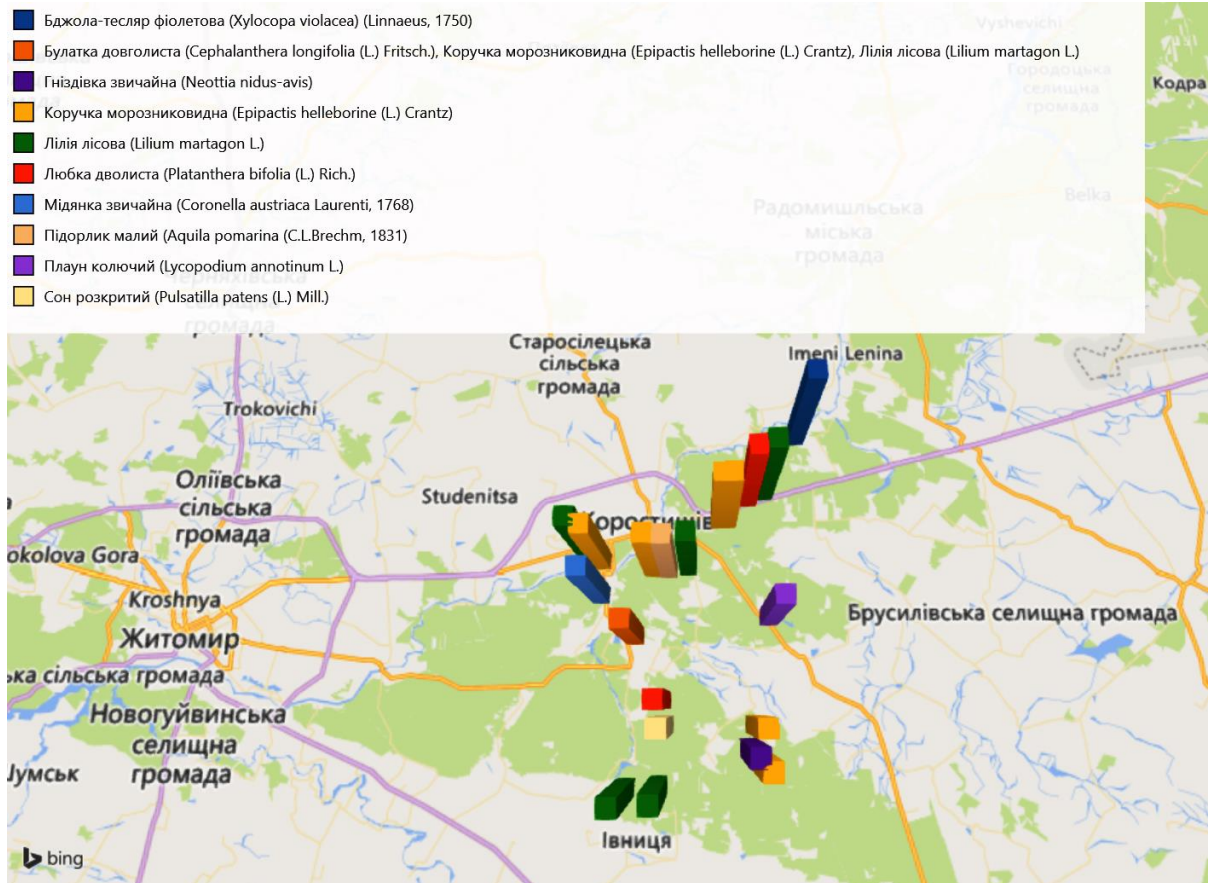 Бджола-тесляр фіолетова (Xylocopa violacea) (Linnaeus, 1750)
Булатка довголиста (Cephalanthera longifolia (L.) Fritsch.), Коручка морозниковидна (Epipactis helleborine (L.) Crantz), Лілія лісова (Lilium martagon L.)
Гніздівка звичайна (Neottia nidus-avis)
Коручка морозниковидна (Epipactis helleborine (L.) Crantz)
Лілія лісова (Lilium martagon L.)
Любка дволиста (Platanthera bifolia (L.) Rich.)
Мідянка звичайна (Coronella austriaca Laurenti, 1768)
Підорлик малий (Aquila pomarina (C.L.Brechm, 1831)
Плаун колючий (Lycopodium annotinum L.)
Сон розкритий (Pulsatilla patens (L.) Mill.)
Vyshevichi
Городоцька
селищна
громада
Кодра
Belka
Радомишльська
міська
громада
громада
Старосілецька
сільська
громада
Imeni Lenina
Trokovichi
Оліївська
сільська
громада
Studenitsa
Коростишів
okolova Gora
Kroshnya
Житомир
Брусилівська селищна громада
ька сільська громада
Новогуйвинська
селищна
громада
Шумськ
Івниця
bing